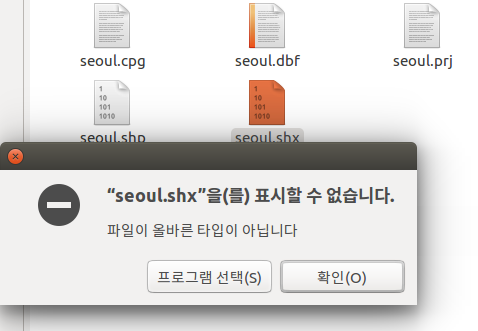 seoul.cpg
seoul.dbf
seoul.prj
1
10
101
1010
1
10
101
1010
seoul.shp
seoul.shx
“seoul.shx”을(를) 표시할 수 없습니다.
파일이 올바른 타입이 아닙니다
프로그램 선택(S)
확인(O)